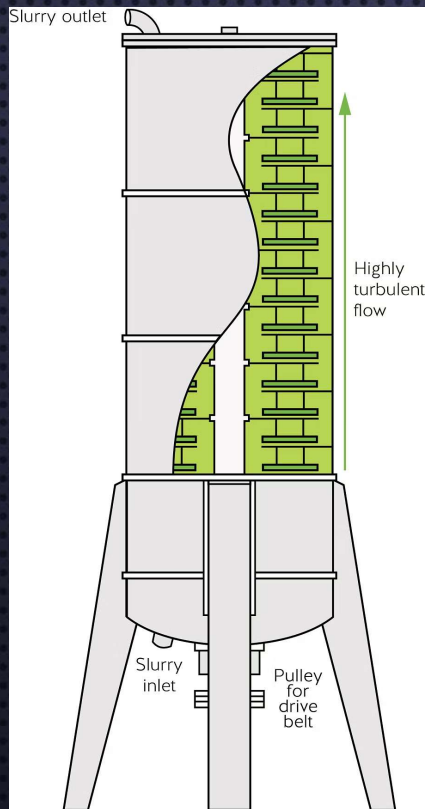 Slurry outlet
Highly
turbulent
flow
Slurry
inlet
Pulley
for
drive
belt